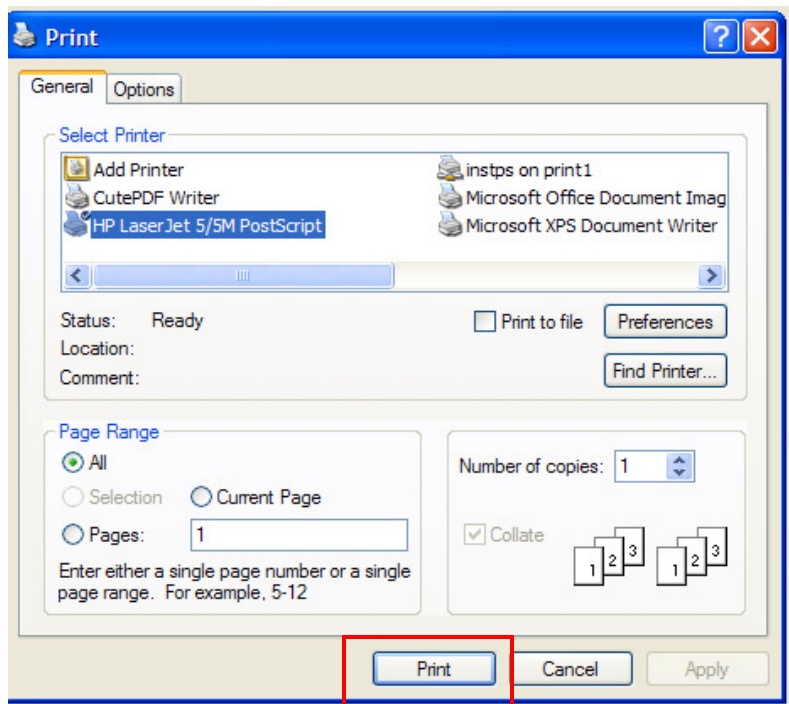 Print
General Options
Select Printer
Add Printer
CutePDF Writer
HP LaserJet 5/5M PostScript
instps on print1
Microsoft Office Document Imag
Microsoft XPS Document Writer
Status: Ready
Location:
Comment:
Print to file
Preferences
Find Printer...
Page Range
All
Selection Current Page
Pages: 1
Enter either a single page number or a single
page range. For example, 5-12
Number of copies: 1
Collate
1 2 3 1 2 3
Print Cancel Apply